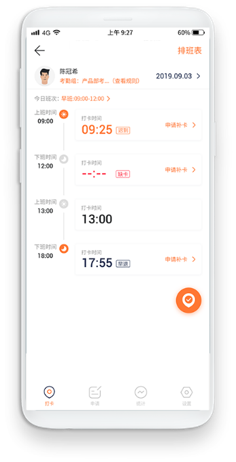 4G 上午 9:27 60%
排班表
陈冠希
考勤组：产品部考...（查看规则） 2019.09.03
今日班次：早班:00:00-12:00
上班时间 09:00
打卡时间
09:25 迟到 申请补卡
下班时间 12:00
打卡时间
--:-- 缺卡 申请补卡
上班时间 13:00
打卡时间
13:00
下班时间 18:00
打卡时间
17:55 早退 申请补卡
打卡 申请 统计 设置